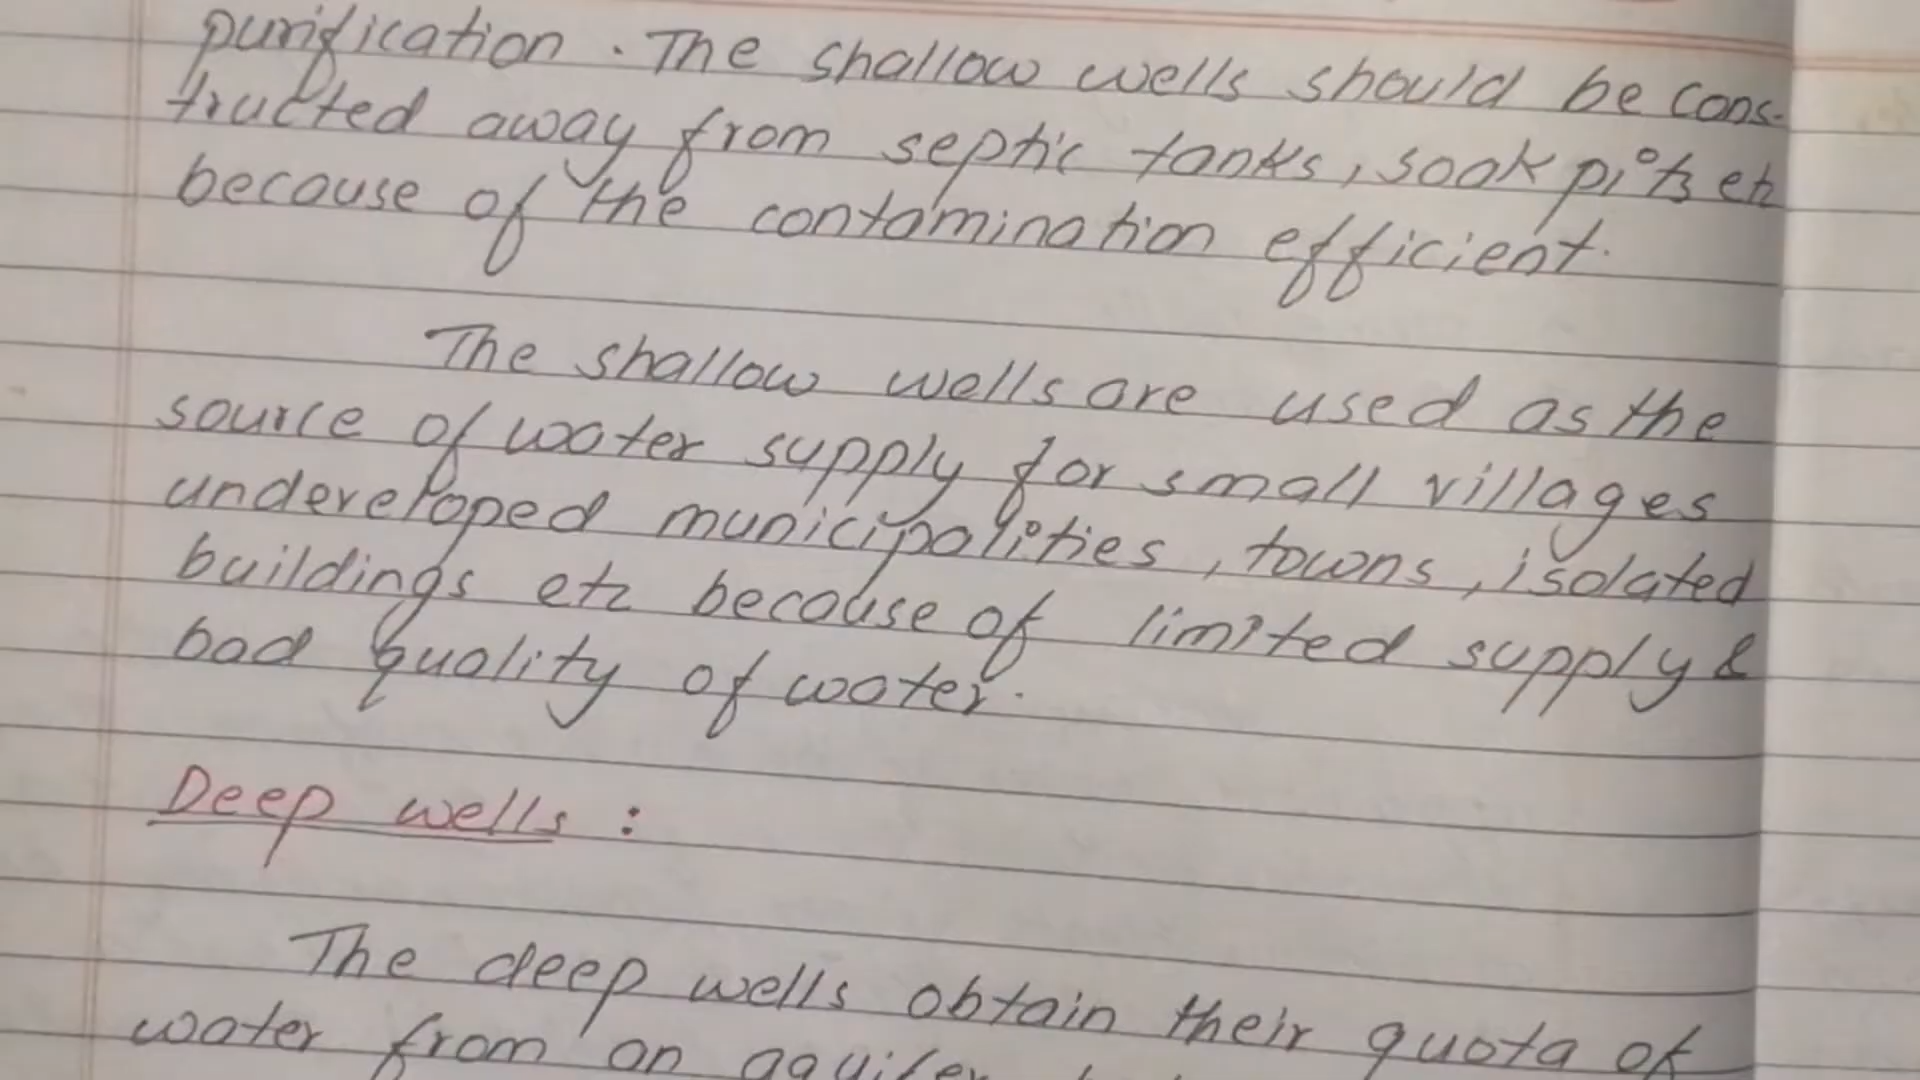 purification. The shallow wells should be cons-
tructed away from septic tanks, soak pits etc
because of the contamination efficient.
The shallow wells are used as the
source of water supply for small villages
undeveloped municipalities, towns, isolated
buildings etc because of limited supply &
bad quality of water.
Deep wells :
The deep wells obtain their quota of
water from an aquifer